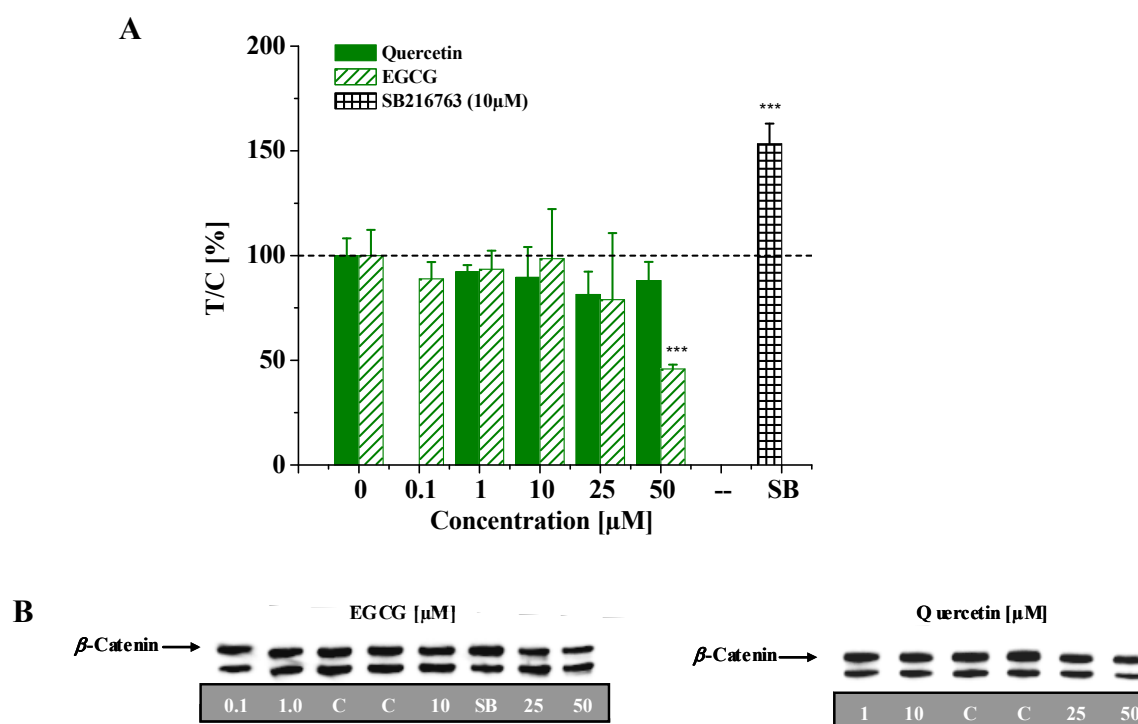 A
200
150
100
50
0
T/C [%]
Quercetin
EGCG
SB216763 (10µM)
***
***
0 0.1 1 10 25 50 -- SB
Concentration [µM]
B
EGCG [µM]
β-Catenin
0.1 1.0 C C 10 SB 25 50
Quercetin [µM]
β-Catenin
1 10 C C 25 50